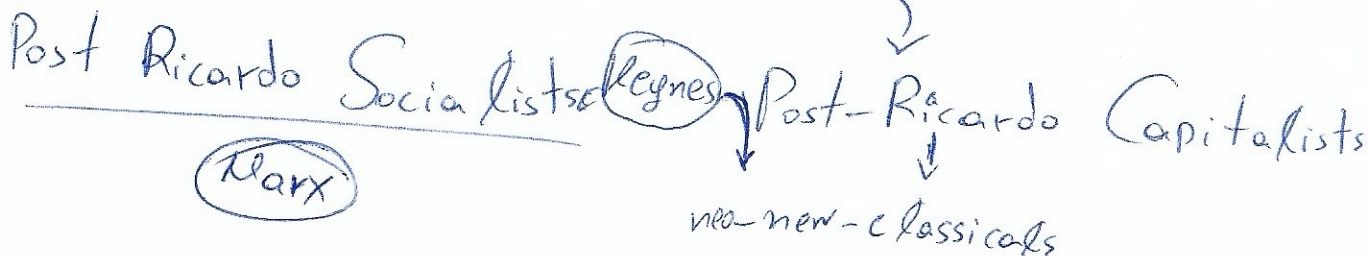 Post Ricardo Socialists Keynes Post-Ricardo Capitalists
Marx
neo-new-classicals